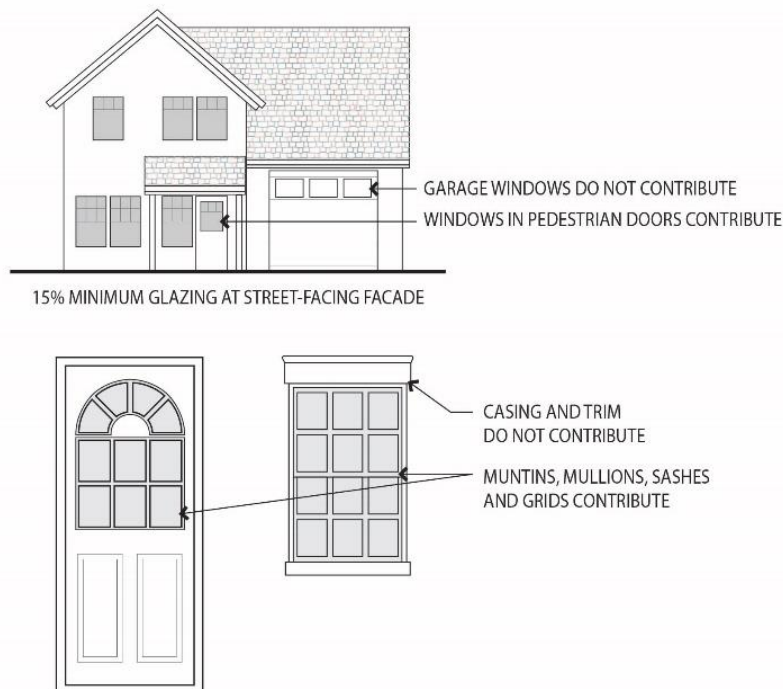 GARAGE WINDOWS DO NOT CONTRIBUTE
WINDOWS IN PEDESTRIAN DOORS CONTRIBUTE
15% MINIMUM GLAZING AT STREET-FACING FACADE
CASING AND TRIM
DO NOT CONTRIBUTE
MUNTINS, MULLIONS, SASHES
AND GRIDS CONTRIBUTE